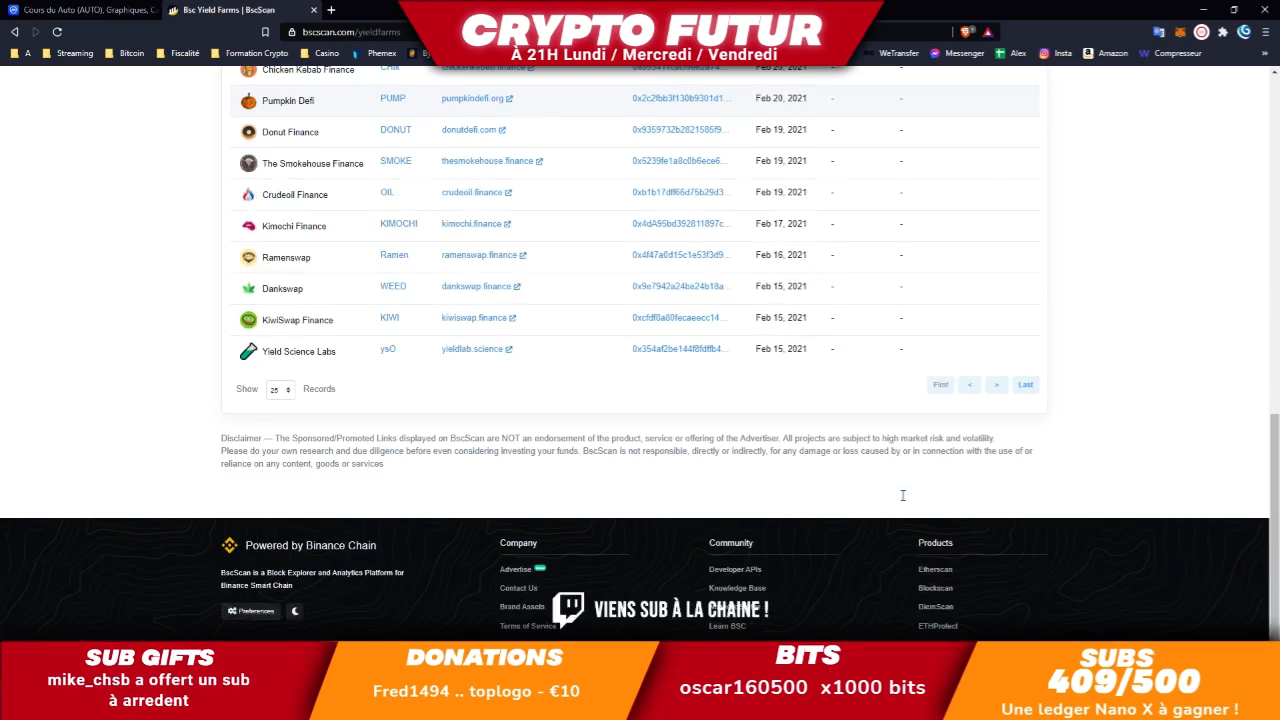 Cours du Auto (AUTO), Graphiques, Ca
Bsc Yield Farms | BscScan
CRYPTO FUTUR
À 21H Lundi / Mercredi / Vendredi
bscscan.com/yieldfarms
A
Streaming
Bitcoin
Fiscalité
Formation Crypto
Casino
Phemex
By
WeTransfer
Messenger
Alex
Insta
Amazon
Compresseur
Chicken Kebab Finance
Feb 20, 2021 - -
Pumpkin Defi PUMP pumpkindefi.org 0x2c2fbb3f130b9301d1... Feb 20, 2021 - -
Donut Finance DONUT donutdefi.com 0x9359732b2821585f9... Feb 19, 2021 - -
The Smokehouse Finance SMOKE thesmokehouse.finance 0x5239fe1a8c0b6ece6... Feb 19, 2021 - -
Crudeoil Finance OIL crudeoil.finance 0xb1b17dff66d75b29d3... Feb 19, 2021 - -
Kimochi Finance KIMOCHI kimochi.finance 0x4dA95bd392811897c... Feb 17, 2021 - -
Ramenswap Ramen ramenswap.finance 0x4f47a0d15c1e53f3d9... Feb 16, 2021 - -
Dankswap WEED dankswap.finance 0x9e7942a24be24b18a... Feb 15, 2021 - -
KiwiSwap Finance KIWI kiwiswap.finance 0xcfdf8a80fecaeecc14... Feb 15, 2021 - -
Yield Science Labs ysO yieldlab.science 0x354af2be144f8fdffb4... Feb 15, 2021 - -
Show 25 Records
First < > Last
Disclaimer — The Sponsored/Promoted Links displayed on BscScan are NOT an endorsement of the product, service or offering of the Advertiser. All projects are subject to high market risk and volatility.
Please do your own research and due diligence before even considering investing your funds. BscScan is not responsible, directly or indirectly, for any damage or loss caused by or in connection with the use of or
reliance on any content, goods or services
Powered by Binance Chain
BscScan is a Block Explorer and Analytics Platform for
Binance Smart Chain
Preferences
Company
Advertise
Contact Us
Brand Assets
Terms of Service
Community
Developer APIs
Knowledge Base
Learn BSC
Products
Etherscan
Blockscan
DiemScan
ETHProtect
VIENS SUB À LA CHAINE !
SUB GIFTS
mike_chsb a offert un sub
à arredent
DONATIONS
Fred1494 .. toplogo - €10
BITS
oscar160500 x1000 bits
SUBS
409/500
Une ledger Nano X à gagner !